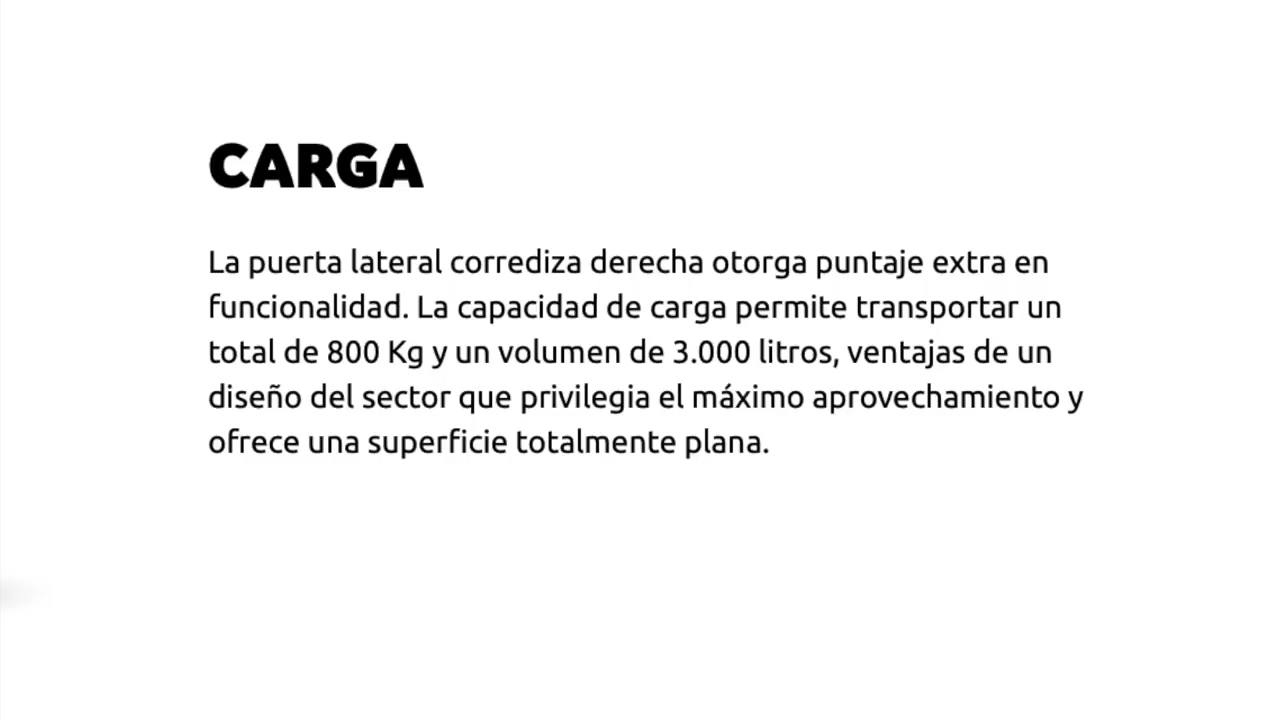 CARGA
La puerta lateral corrediza derecha otorga puntaje extra en
funcionalidad. La capacidad de carga permite transportar un
total de 800 Kg y un volumen de 3.000 litros, ventajas de un
diseño del sector que privilegia el máximo aprovechamiento y
ofrece una superficie totalmente plana.